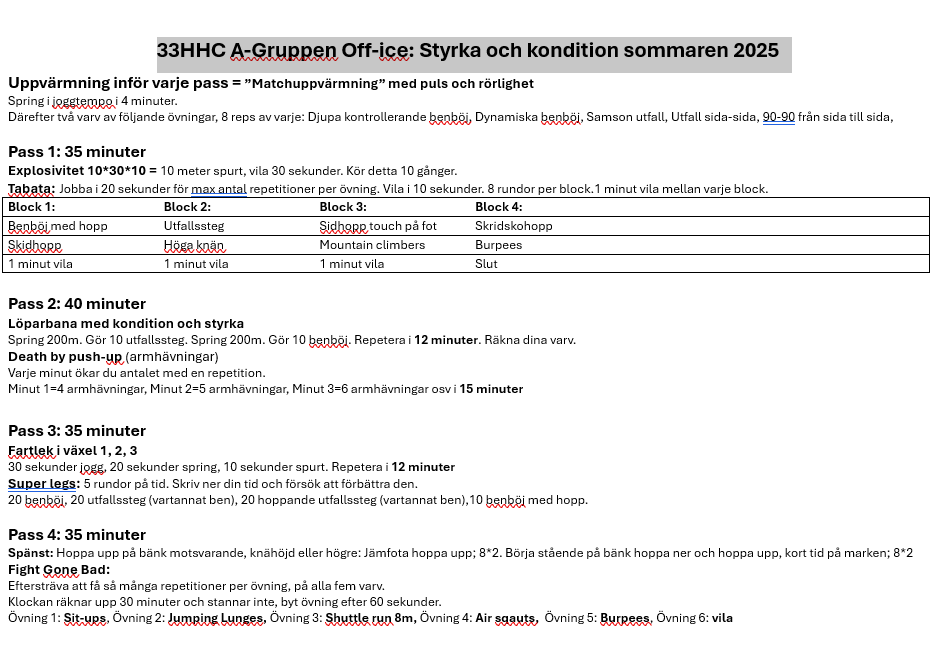 33HHC A-Gruppen Off-ice: Styrka och kondition sommaren 2025
Uppvärmning inför varje pass = ”Matchuppvärmning” med puls och rörlighet
Spring i joggtempo i 4 minuter.
Därefter två varv av följande övningar, 8 reps av varje: Djupa kontrollerande benböj, Dynamiska benböj, Samson utfall, Utfall sida-sida, 90-90 från sida till sida,
Pass 1: 35 minuter
Explosivitet 10*30*10 = 10 meter spurt, vila 30 sekunder. Kör detta 10 gånger.
Tabata: Jobba i 20 sekunder för max antal repetitioner per övning. Vila i 10 sekunder. 8 rundor per block.1 minut vila mellan varje block.
Block 1: Block 2: Block 3: Block 4:
Benböj med hopp Utfallssteg Sidhopp touch på fot Skridskohopp
Skidhopp Höga knän Mountain climbers Burpees
1 minut vila 1 minut vila 1 minut vila Slut
Pass 2: 40 minuter
Löparbana med kondition och styrka
Spring 200m. Gör 10 utfallssteg. Spring 200m. Gör 10 benböj. Repetera i 12 minuter. Räkna dina varv.
Death by push-up (armhävningar)
Varje minut ökar du antalet med en repetition.
Minut 1=4 armhävningar, Minut 2=5 armhävningar, Minut 3=6 armhävningar osv i 15 minuter
Pass 3: 35 minuter
Fartlek i växel 1, 2, 3
30 sekunder jogg, 20 sekunder spring, 10 sekunder spurt. Repetera i 12 minuter
Super legs: 5 rundor på tid. Skriv ner din tid och försök att förbättra den.
20 benböj, 20 utfallssteg (vartannat ben), 20 hoppande utfallssteg (vartannat ben),10 benböj med hopp.
Pass 4: 35 minuter
Spänst: Hoppa upp på bänk motsvarande, knähöjd eller högre: Jämfota hoppa upp; 8*2. Börja stående på bänk hoppa ner och hoppa upp, kort tid på marken; 8*2
Fight Gone Bad:
Eftersträva att få så många repetitioner per övning, på alla fem varv.
Klockan räknar upp 30 minuter och stannar inte, byt övning efter 60 sekunder.
Övning 1: Sit-ups, Övning 2: Jumping Lunges, Övning 3: Shuttle run 8m, Övning 4: Air sqauts, Övning 5: Burpees, Övning 6: vila